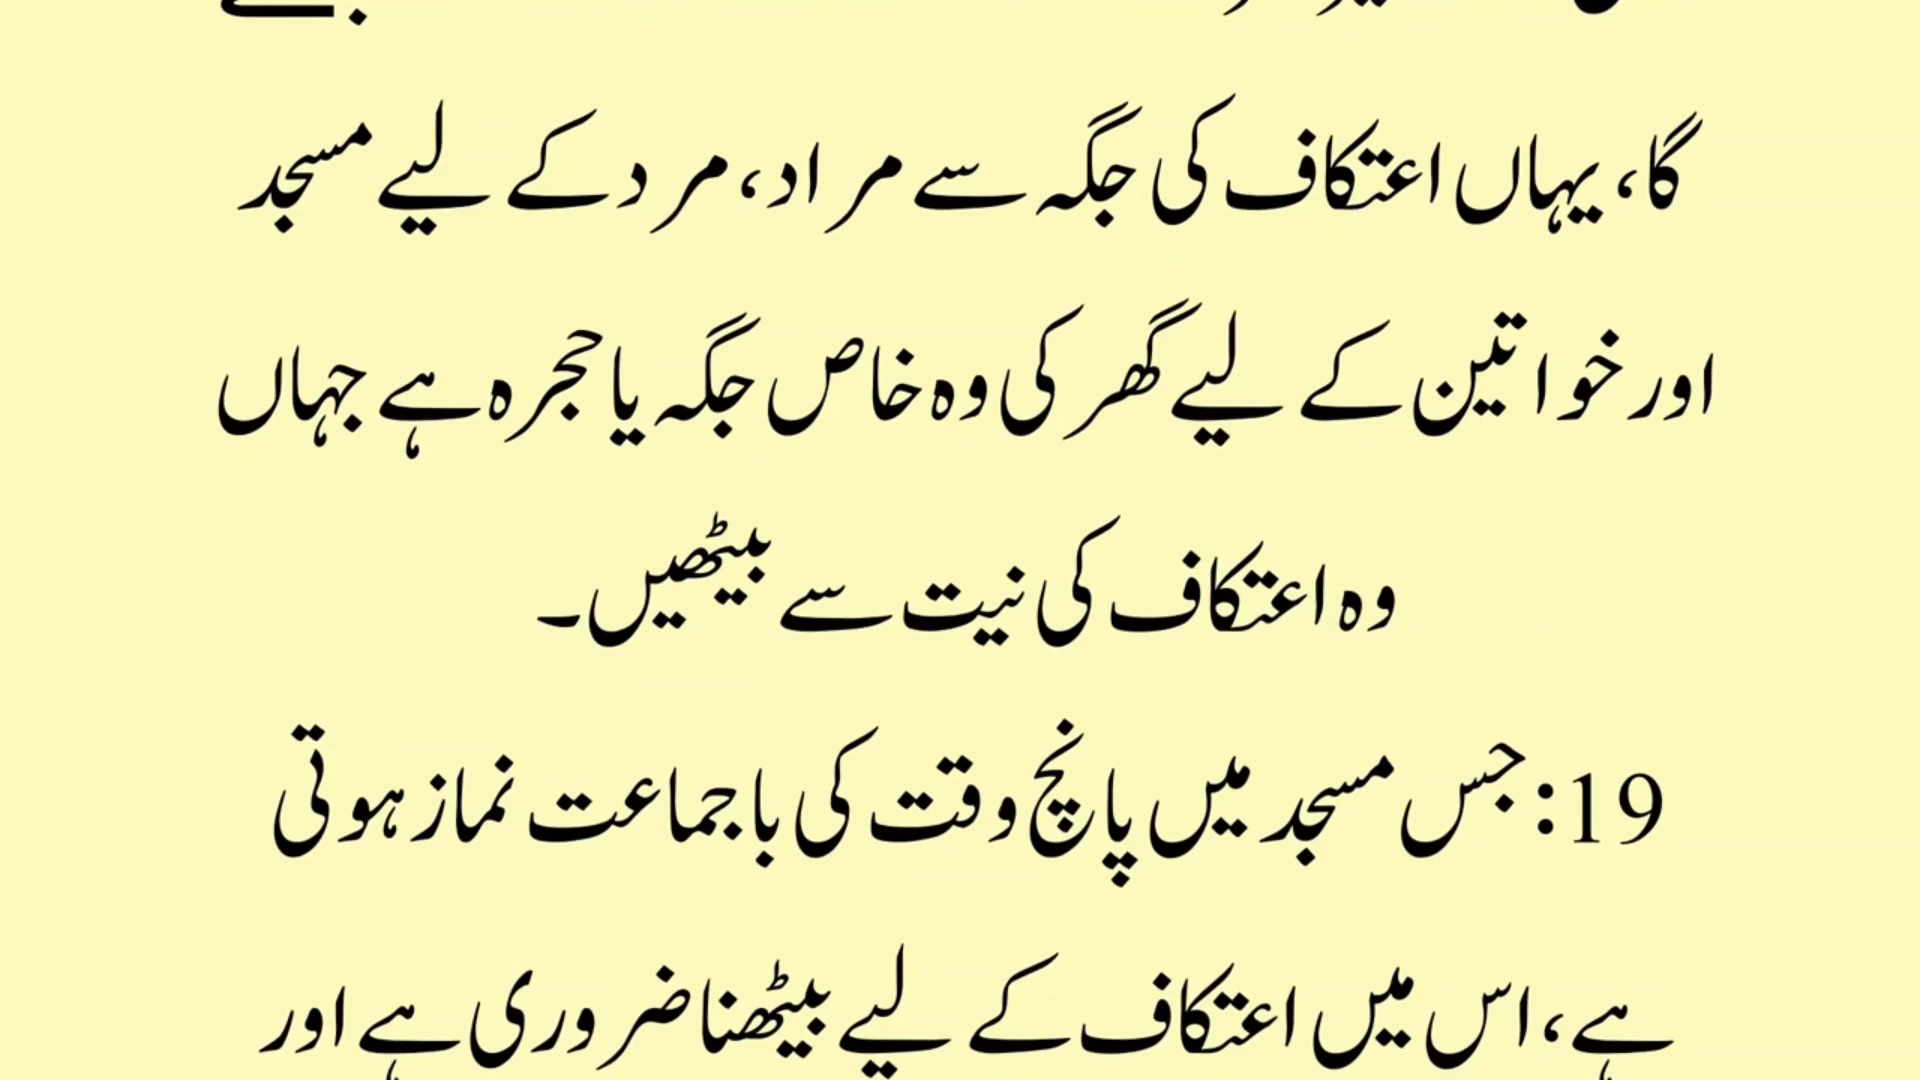 گا، یہاں اعتکاف کی جگہ سے مراد، مرد کے لیے مسجد
اور خواتین کے لیے گھر کی وہ خاص جگہ یا حجرہ ہے جہاں
وہ اعتکاف کی نیت سے بیٹھیں۔
19: جس مسجد میں پانچ وقت کی باجماعت نماز ہوتی
ہے، اس میں اعتکاف کے لیے بیٹھنا ضروری ہے اور